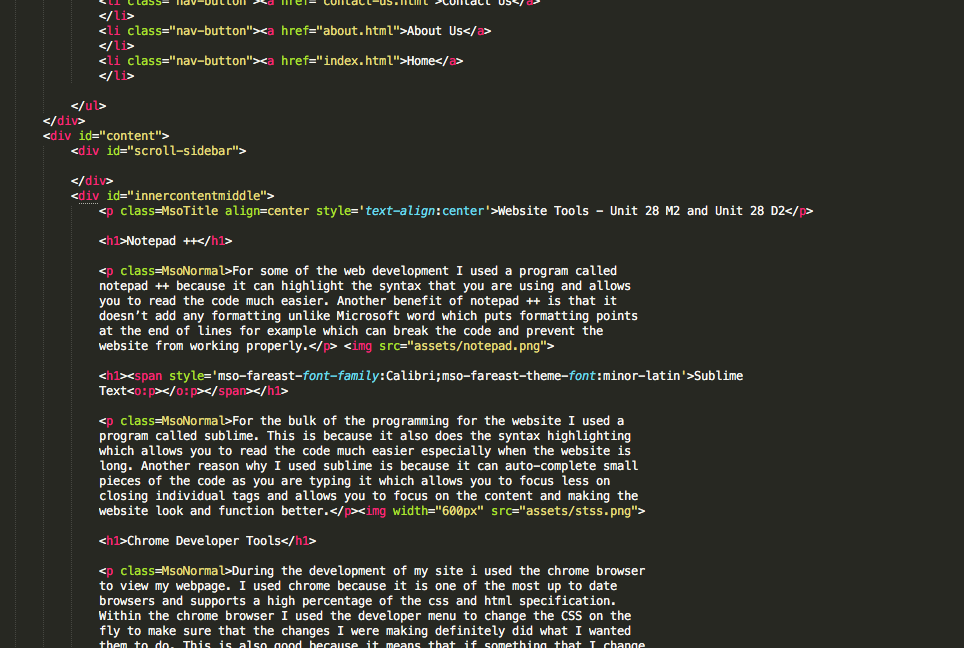 <li class="nav-button"><a href="contact-us.html">Contact Us</a>
</li>
<li class="nav-button"><a href="about.html">About Us</a>
</li>
<li class="nav-button"><a href="index.html">Home</a>
</li>
</ul>
</div>
<div id="content">
<div id="scroll-sidebar">
</div>
<div id="innercontentmiddle">
<p class=MsoTitle align=center style='text-align:center'>Website Tools – Unit 28 M2 and Unit 28 D2</p>
<h1>Notepad ++</h1>
<p class=MsoNormal>For some of the web development I used a program called
notepad ++ because it can highlight the syntax that you are using and allows
you to read the code much easier. Another benefit of notepad ++ is that it
doesn’t add any formatting unlike Microsoft word which puts formatting points
at the end of lines for example which can break the code and prevent the
website from working properly.</p> <img src="assets/notepad.png">
<h1><span style='mso-fareast-font-family:Calibri;mso-fareast-theme-font:minor-latin'>Sublime
Text<o:p></o:p></span></h1>
<p class=MsoNormal>For the bulk of the programming for the website I used a
program called sublime. This is because it also does the syntax highlighting
which allows you to read the code much easier especially when the website is
long. Another reason why I used sublime is because it can auto-complete small
pieces of the code as you are typing it which allows you to focus less on
closing individual tags and allows you to focus on the content and making the
website look and function better.</p><img width="600px" src="assets/stss.png">
<h1>Chrome Developer Tools</h1>
<p class=MsoNormal>During the development of my site i used the chrome browser
to view my webpage. I used chrome because it is one of the most up to date
browsers and supports a high percentage of the css and html specification.
Within the chrome browser I used the developer menu to change the CSS on the
fly to make sure that the changes I were making definitely did what I wanted
them to do. This is also good because it means that if something that I change